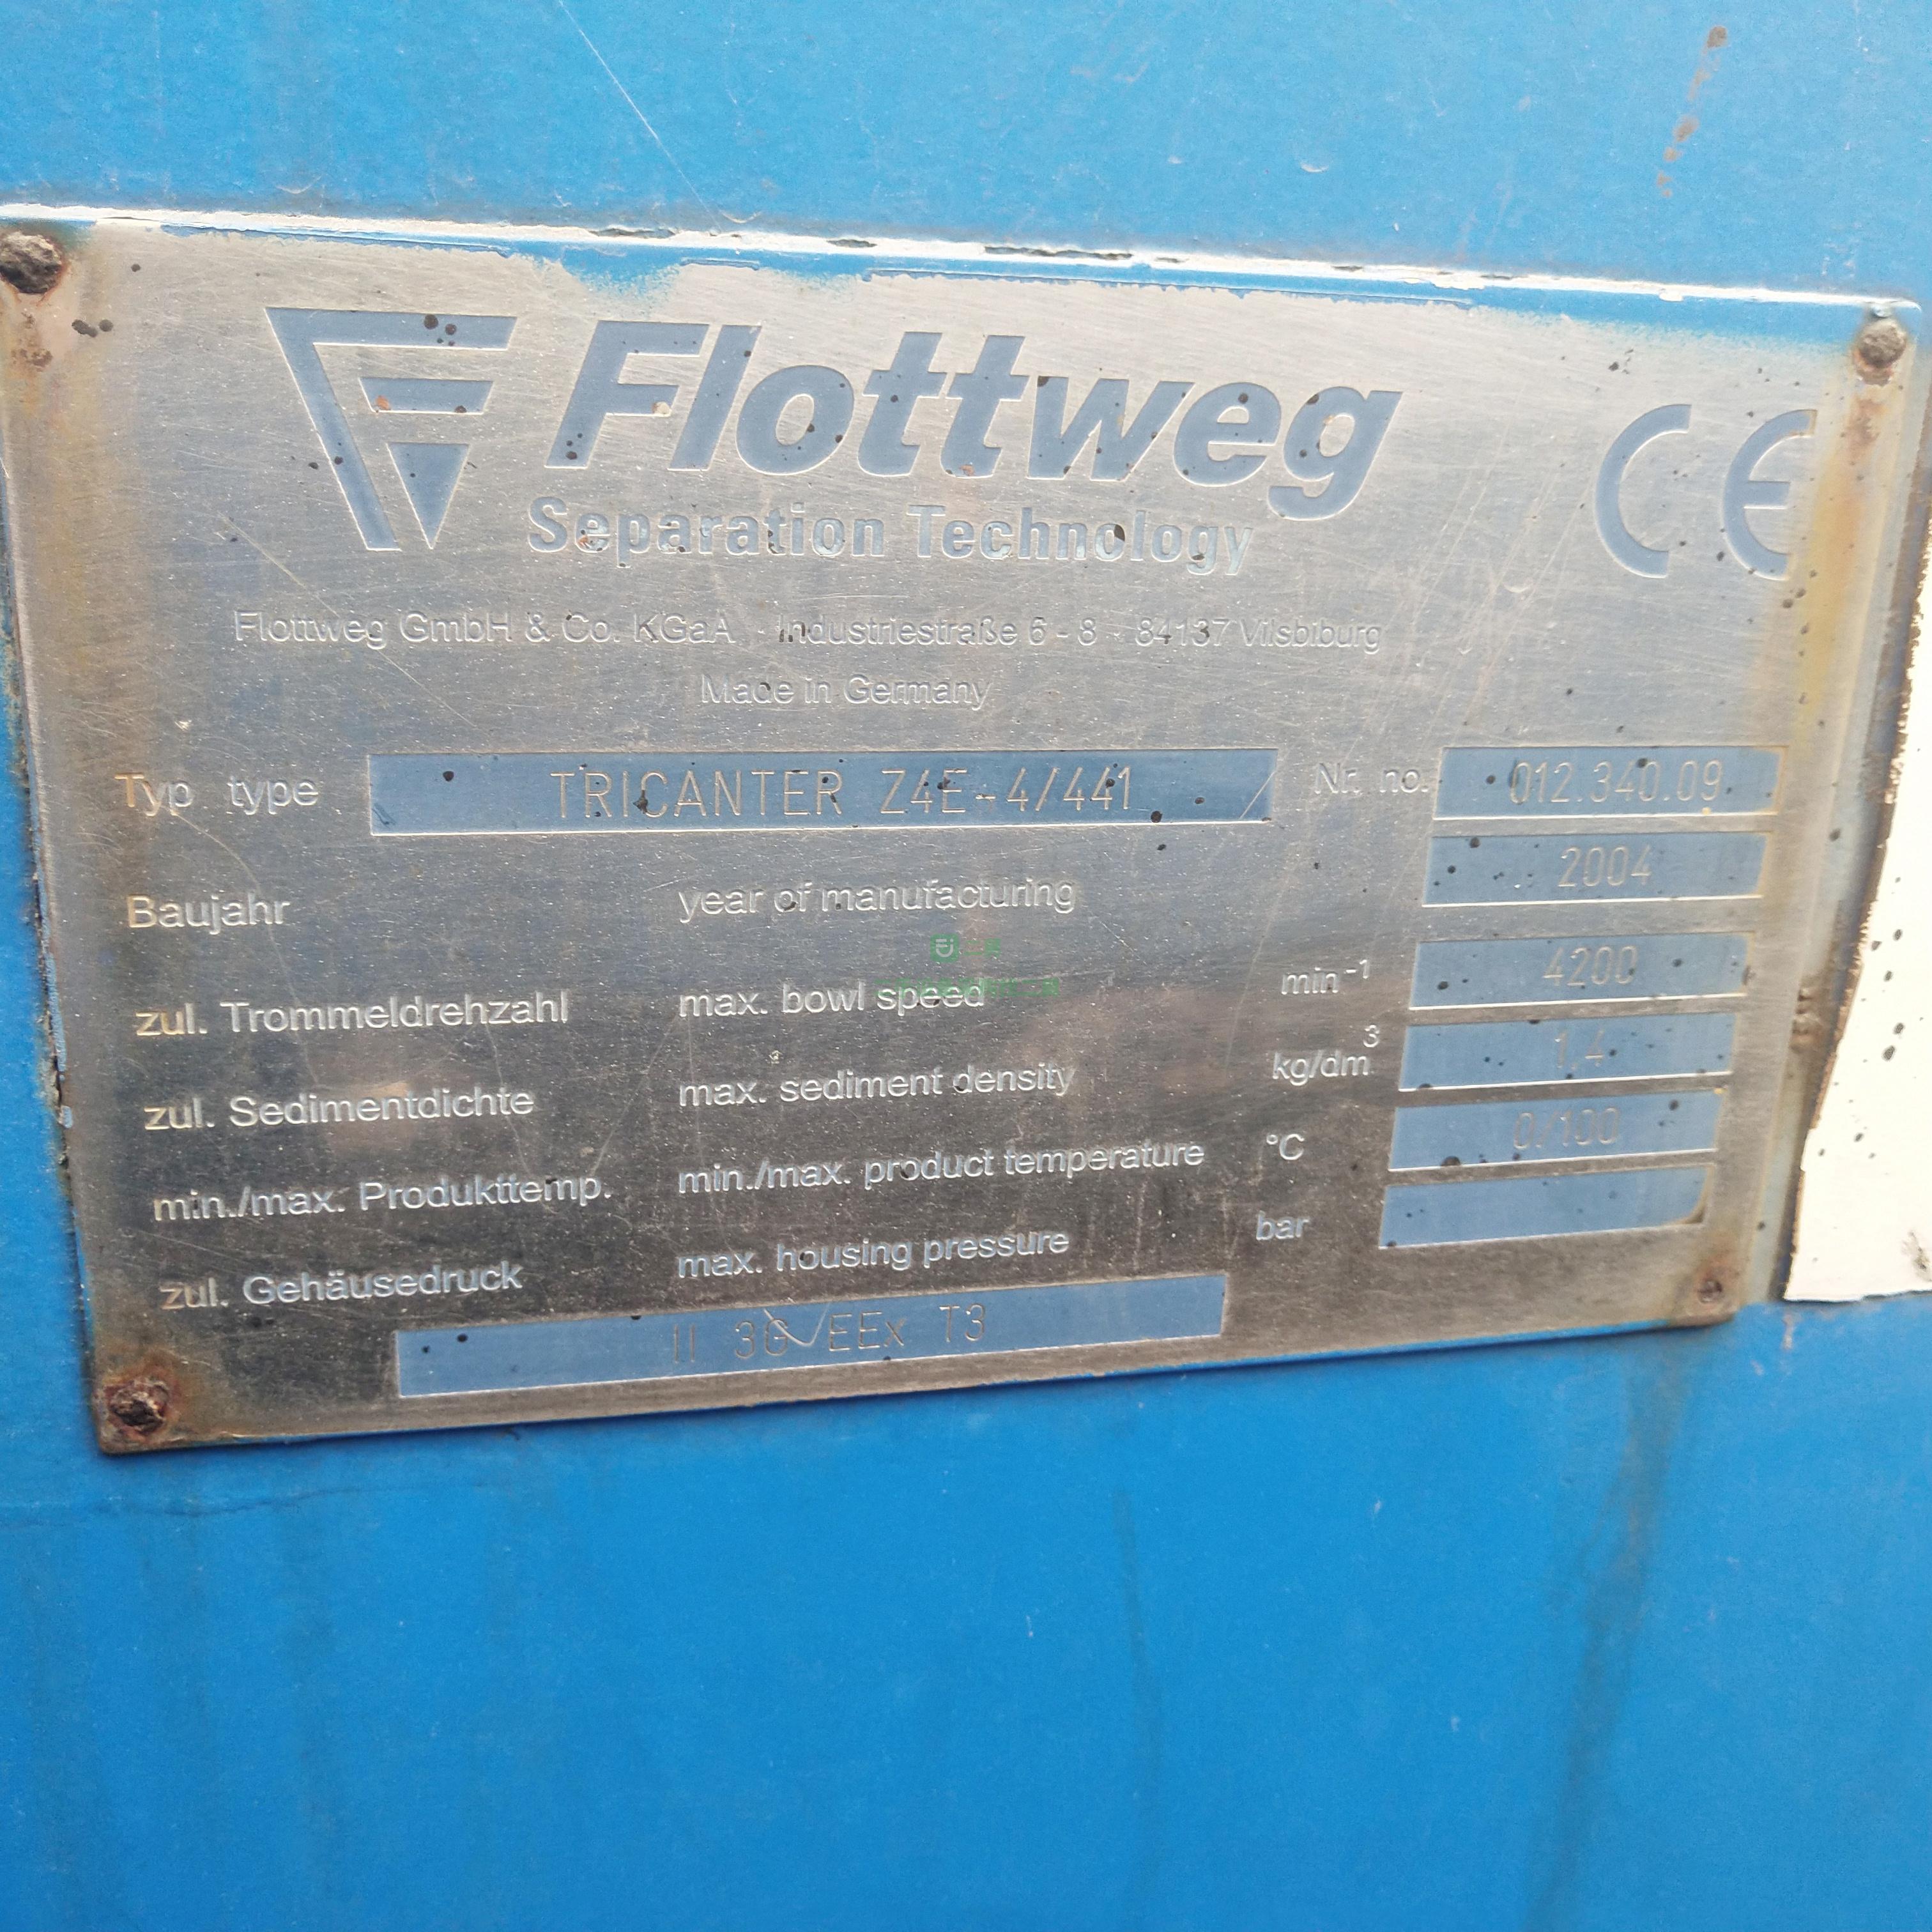 Flottweg
CE
Separation Technology
Flottweg GmbH & Co. KGaA - Industriestraße 6 - 8 - 84137 Vilsbiburg
Made in Germany
Typ type TRICANTER Z4E-4/441 Nr. no. 012.340.09
Baujahr year of manufacturing 2004
zul. Trommeldrehzahl max. bowl speed min⁻¹ 4200
zul. Sedimentdichte max. sediment density kg/dm³ 1,4
min./max. Produkttemp. min./max. product temperature °C 0/100
zul. Gehäusedruck max. housing pressure bar
II 3G EEx T3